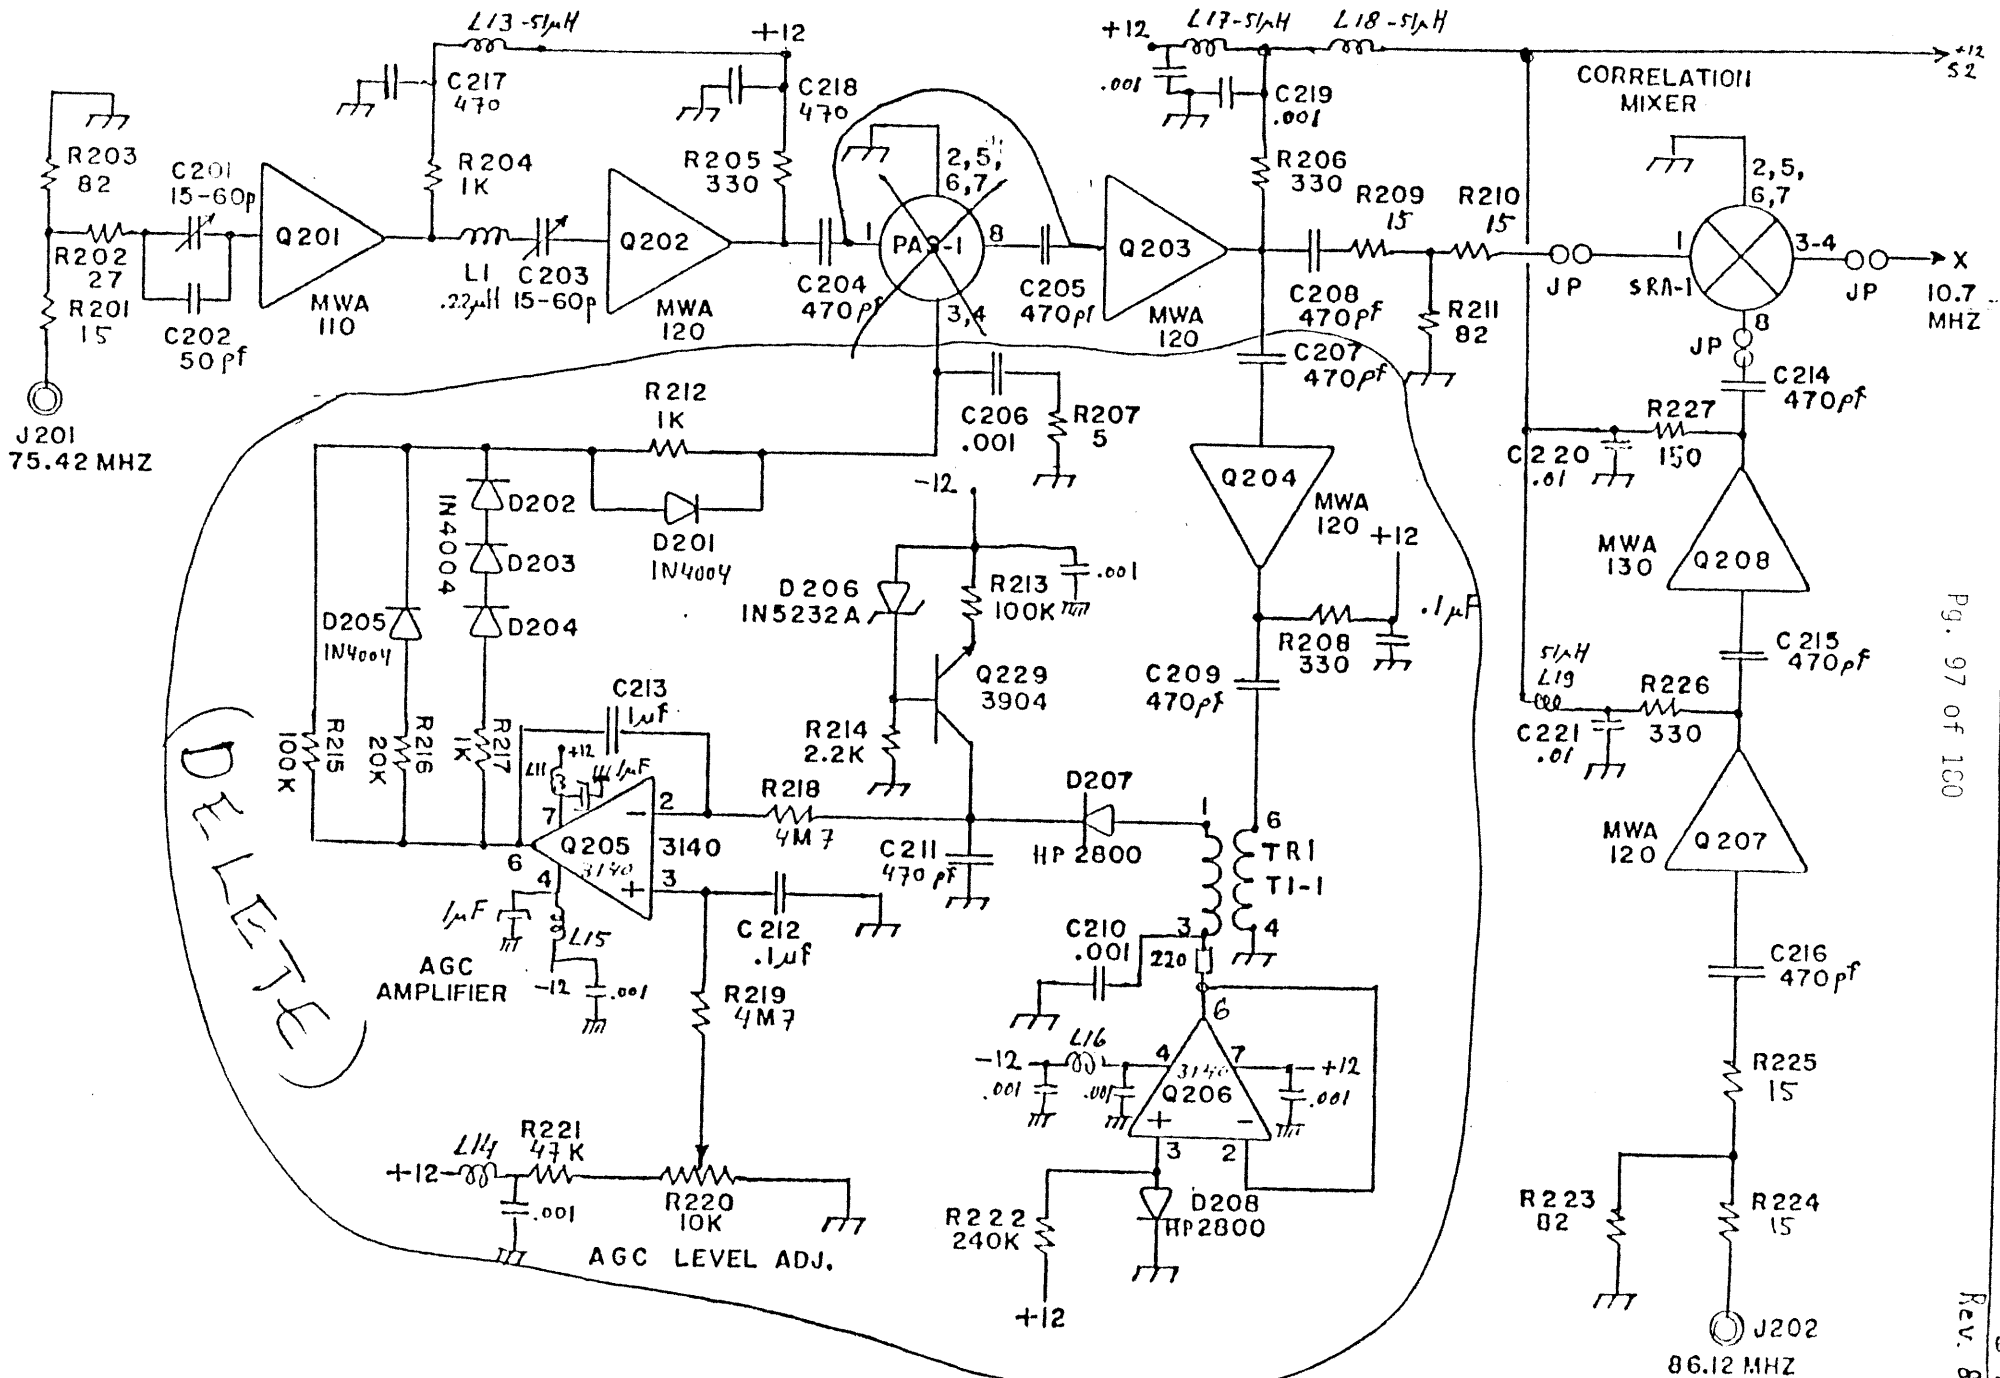 L13-51µH
+12
C217
470
C218
470
R203
82
C201
15-60p
R204
1K
R205
330
2,5,
6,7
Q201
Q202
1
PAS-1
8
R202
27
R201
15
C202
50pf
MWA
110
L1
.22µH
C203
15-60p
MWA
120
C204
470pf
3,4
C205
470pf
J201
75.42 MHZ
+12
L17-51µH
L18-51µH
+12
S2
.001
C219
.001
CORRELATION
MIXER
R206
330
R209
15
R210
15
2,5,
6,7
Q203
MWA
120
C208
470pf
R211
82
JP
1
SRA-1
3-4
JP
X
10.7
MHZ
8
JP
C207
470pf
C214
470pf
R212
1K
C206
.001
R207
5
R227
150
C220
.01
D201
1N4004
D202
D203
D204
1N4004
D205
1N4004
-12
Q204
MWA
120
+12
D206
IN5232A
R213
100K
.001
R208
330
.1µF
MWA
130
Q208
Q229
3904
C209
470pf
C215
470pf
51µH
L19
R226
330
C221
.01
R215
100K
R216
20K
R217
1K
C213
1µf
R214
2.2K
+12
L11
1µF
7
2
-
R218
4M7
D207
HP 2800
1
6
TR1
T1-1
MWA
120
Q207
6
Q205
3140
3140
4
+
3
C211
470pf
1µF
L15
-12
.001
C212
.1µf
C210
.001
3
220
4
C216
470pf
AGC
AMPLIFIER
R219
4M7
6
-12
L16
4
7
+12
3140
Q206
.001
.001
.001
+
-
3
2
R225
15
+12
L14
R221
47K
.001
R220
10K
AGC LEVEL ADJ.
R222
240K
D208
HP2800
+12
R223
82
R224
15
J202
86.12 MHZ
(DELETE)
Pg. 97 of 100
Rev. 8